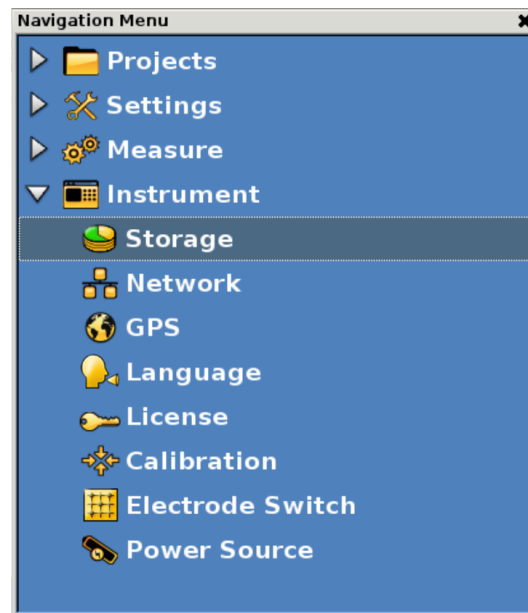 Navigation Menu
Projects
Settings
Measure
Instrument
Storage
Network
GPS
Language
License
Calibration
Electrode Switch
Power Source